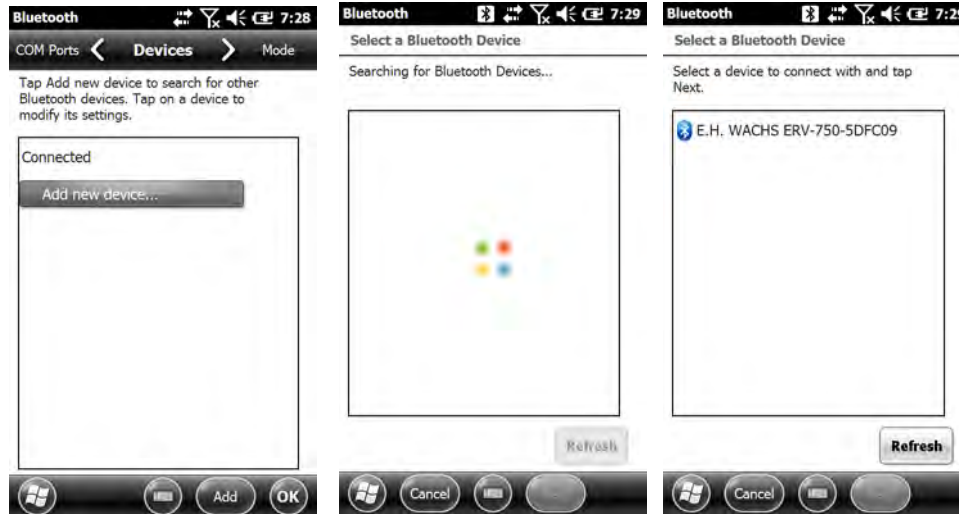 Bluetooth 7:28
COM Ports Devices Mode
Tap Add new device to search for other
Bluetooth devices. Tap on a device to
modify its settings.
Connected
Add new device...
Add OK
Bluetooth 7:29
Select a Bluetooth Device
Searching for Bluetooth Devices...
Refresh
Cancel
Bluetooth 7:29
Select a Bluetooth Device
Select a device to connect with and tap
Next.
E.H. WACHS ERV-750-5DFC09
Refresh
Cancel